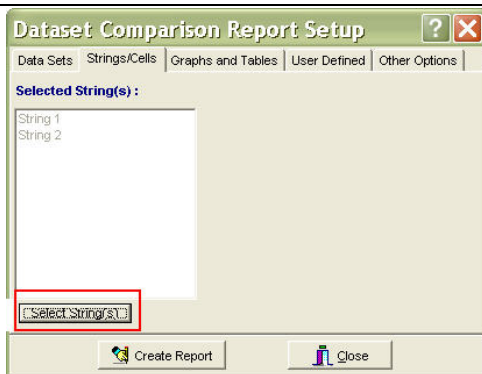 Dataset Comparison Report Setup
Data Sets Strings/Cells Graphs and Tables User Defined Other Options
Selected String(s) :
String 1
String 2
Select String(s)
Create Report Close